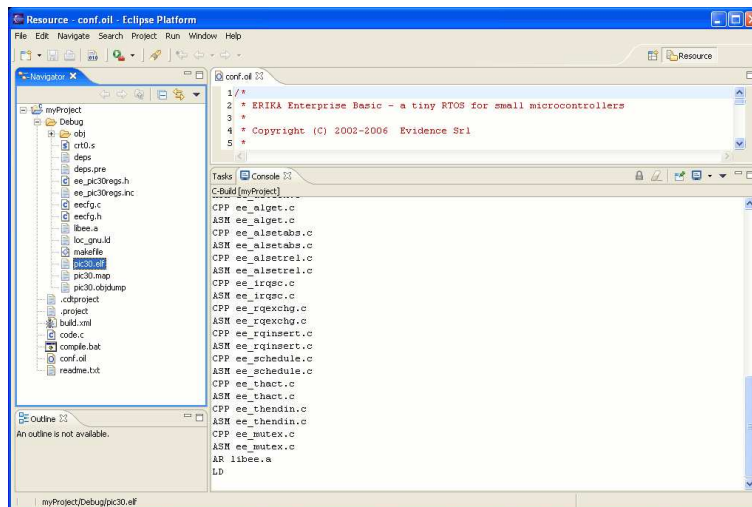 Resource - conf.oil - Eclipse Platform
File Edit Navigate Search Project Run Window Help
Resource
Navigator
conf.oil
myProject
Debug
obj
crt0.s
deps
deps.pre
ee_pic30regs.h
ee_pic30regs.inc
eecfg.c
eecfg.h
libee.a
loc_gnu.ld
makefile
pic30.elf
pic30.map
pic30.objdump
.cdtproject
.project
build.xml
code.c
compile.bat
conf.oil
readme.txt
1 /*
2 * ERIKA Enterprise Basic - a tiny RTOS for small microcontrollers
3 *
4 * Copyright (C) 2002-2006 Evidence Srl
5 *
Tasks Console
C-Build [myProject]
CPP ee_alget.c
ASM ee_alget.c
CPP ee_alsetabs.c
ASM ee_alsetabs.c
CPP ee_alsetrel.c
ASM ee_alsetrel.c
CPP ee_irqsc.c
ASM ee_irqsc.c
CPP ee_rqexchg.c
ASM ee_rqexchg.c
CPP ee_rqinsert.c
ASM ee_rqinsert.c
CPP ee_schedule.c
ASM ee_schedule.c
CPP ee_thact.c
ASM ee_thact.c
CPP ee_thendin.c
ASM ee_thendin.c
CPP ee_mutex.c
ASM ee_mutex.c
AR libee.a
LD
Outline
An outline is not available.
myProject/Debug/pic30.elf